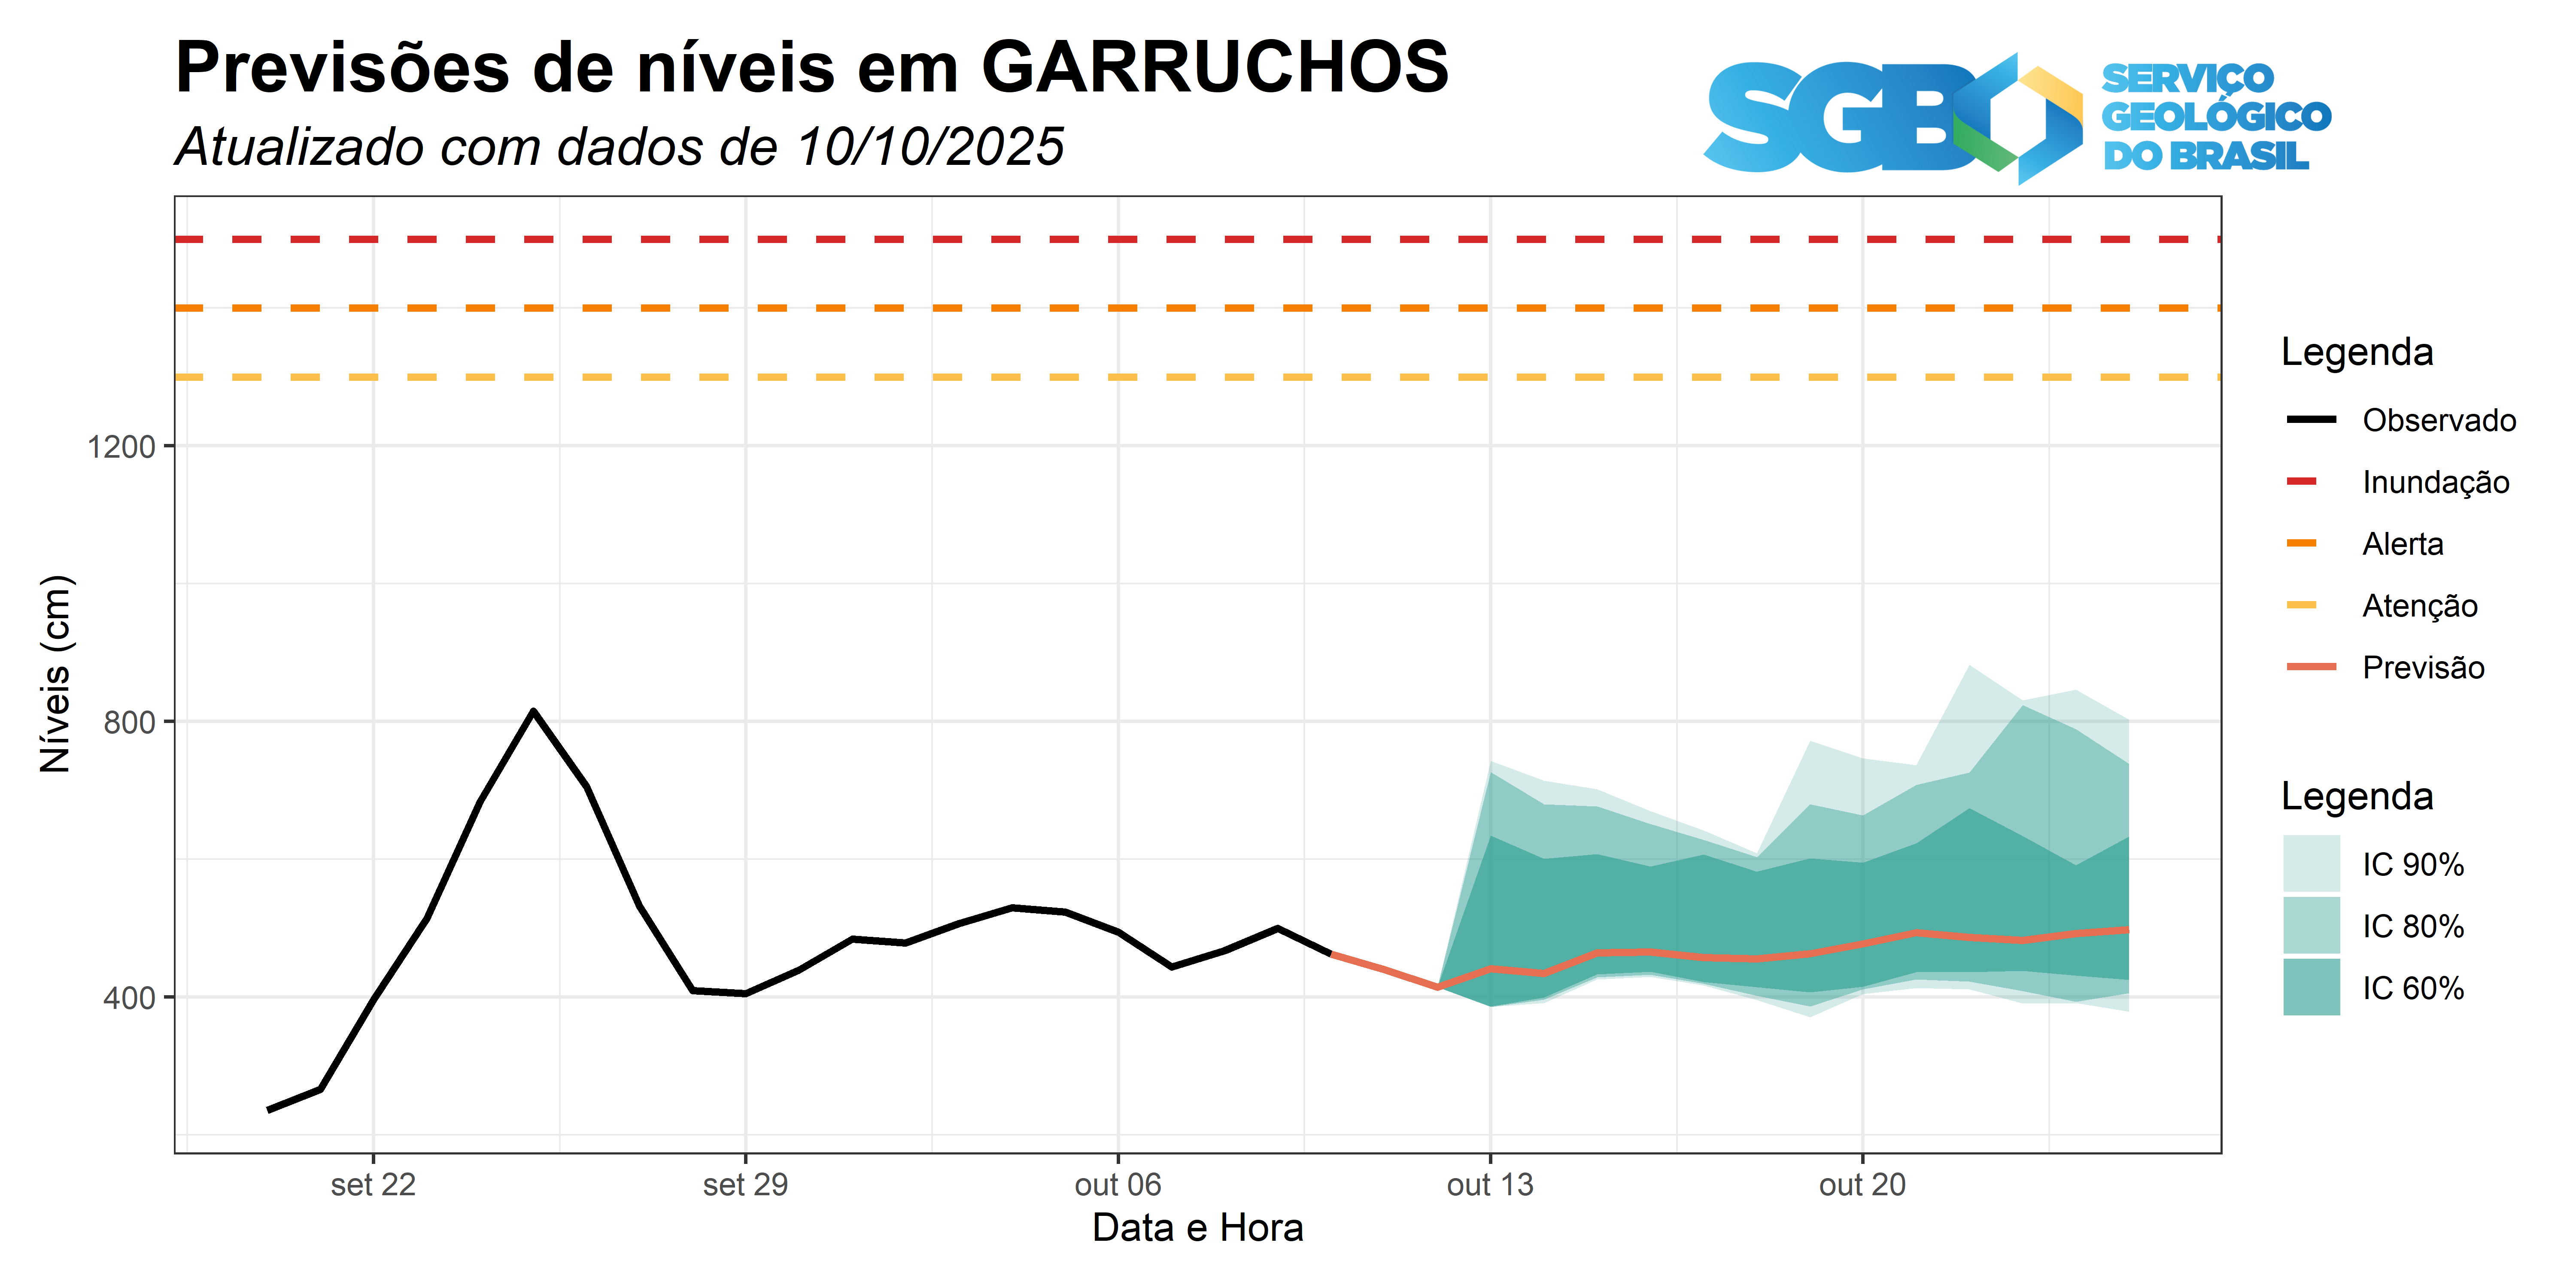 Previsões de níveis em GARRUCHOS
Atualizado com dados de 10/10/2025
SGB
SERVIÇO
GEOLÓGICO
DO BRASIL
Níveis (cm)
1200
800
400
set 22
set 29
out 06
out 13
out 20
Data e Hora
Legenda
Observado
Inundação
Alerta
Atenção
Previsão
Legenda
IC 90%
IC 80%
IC 60%